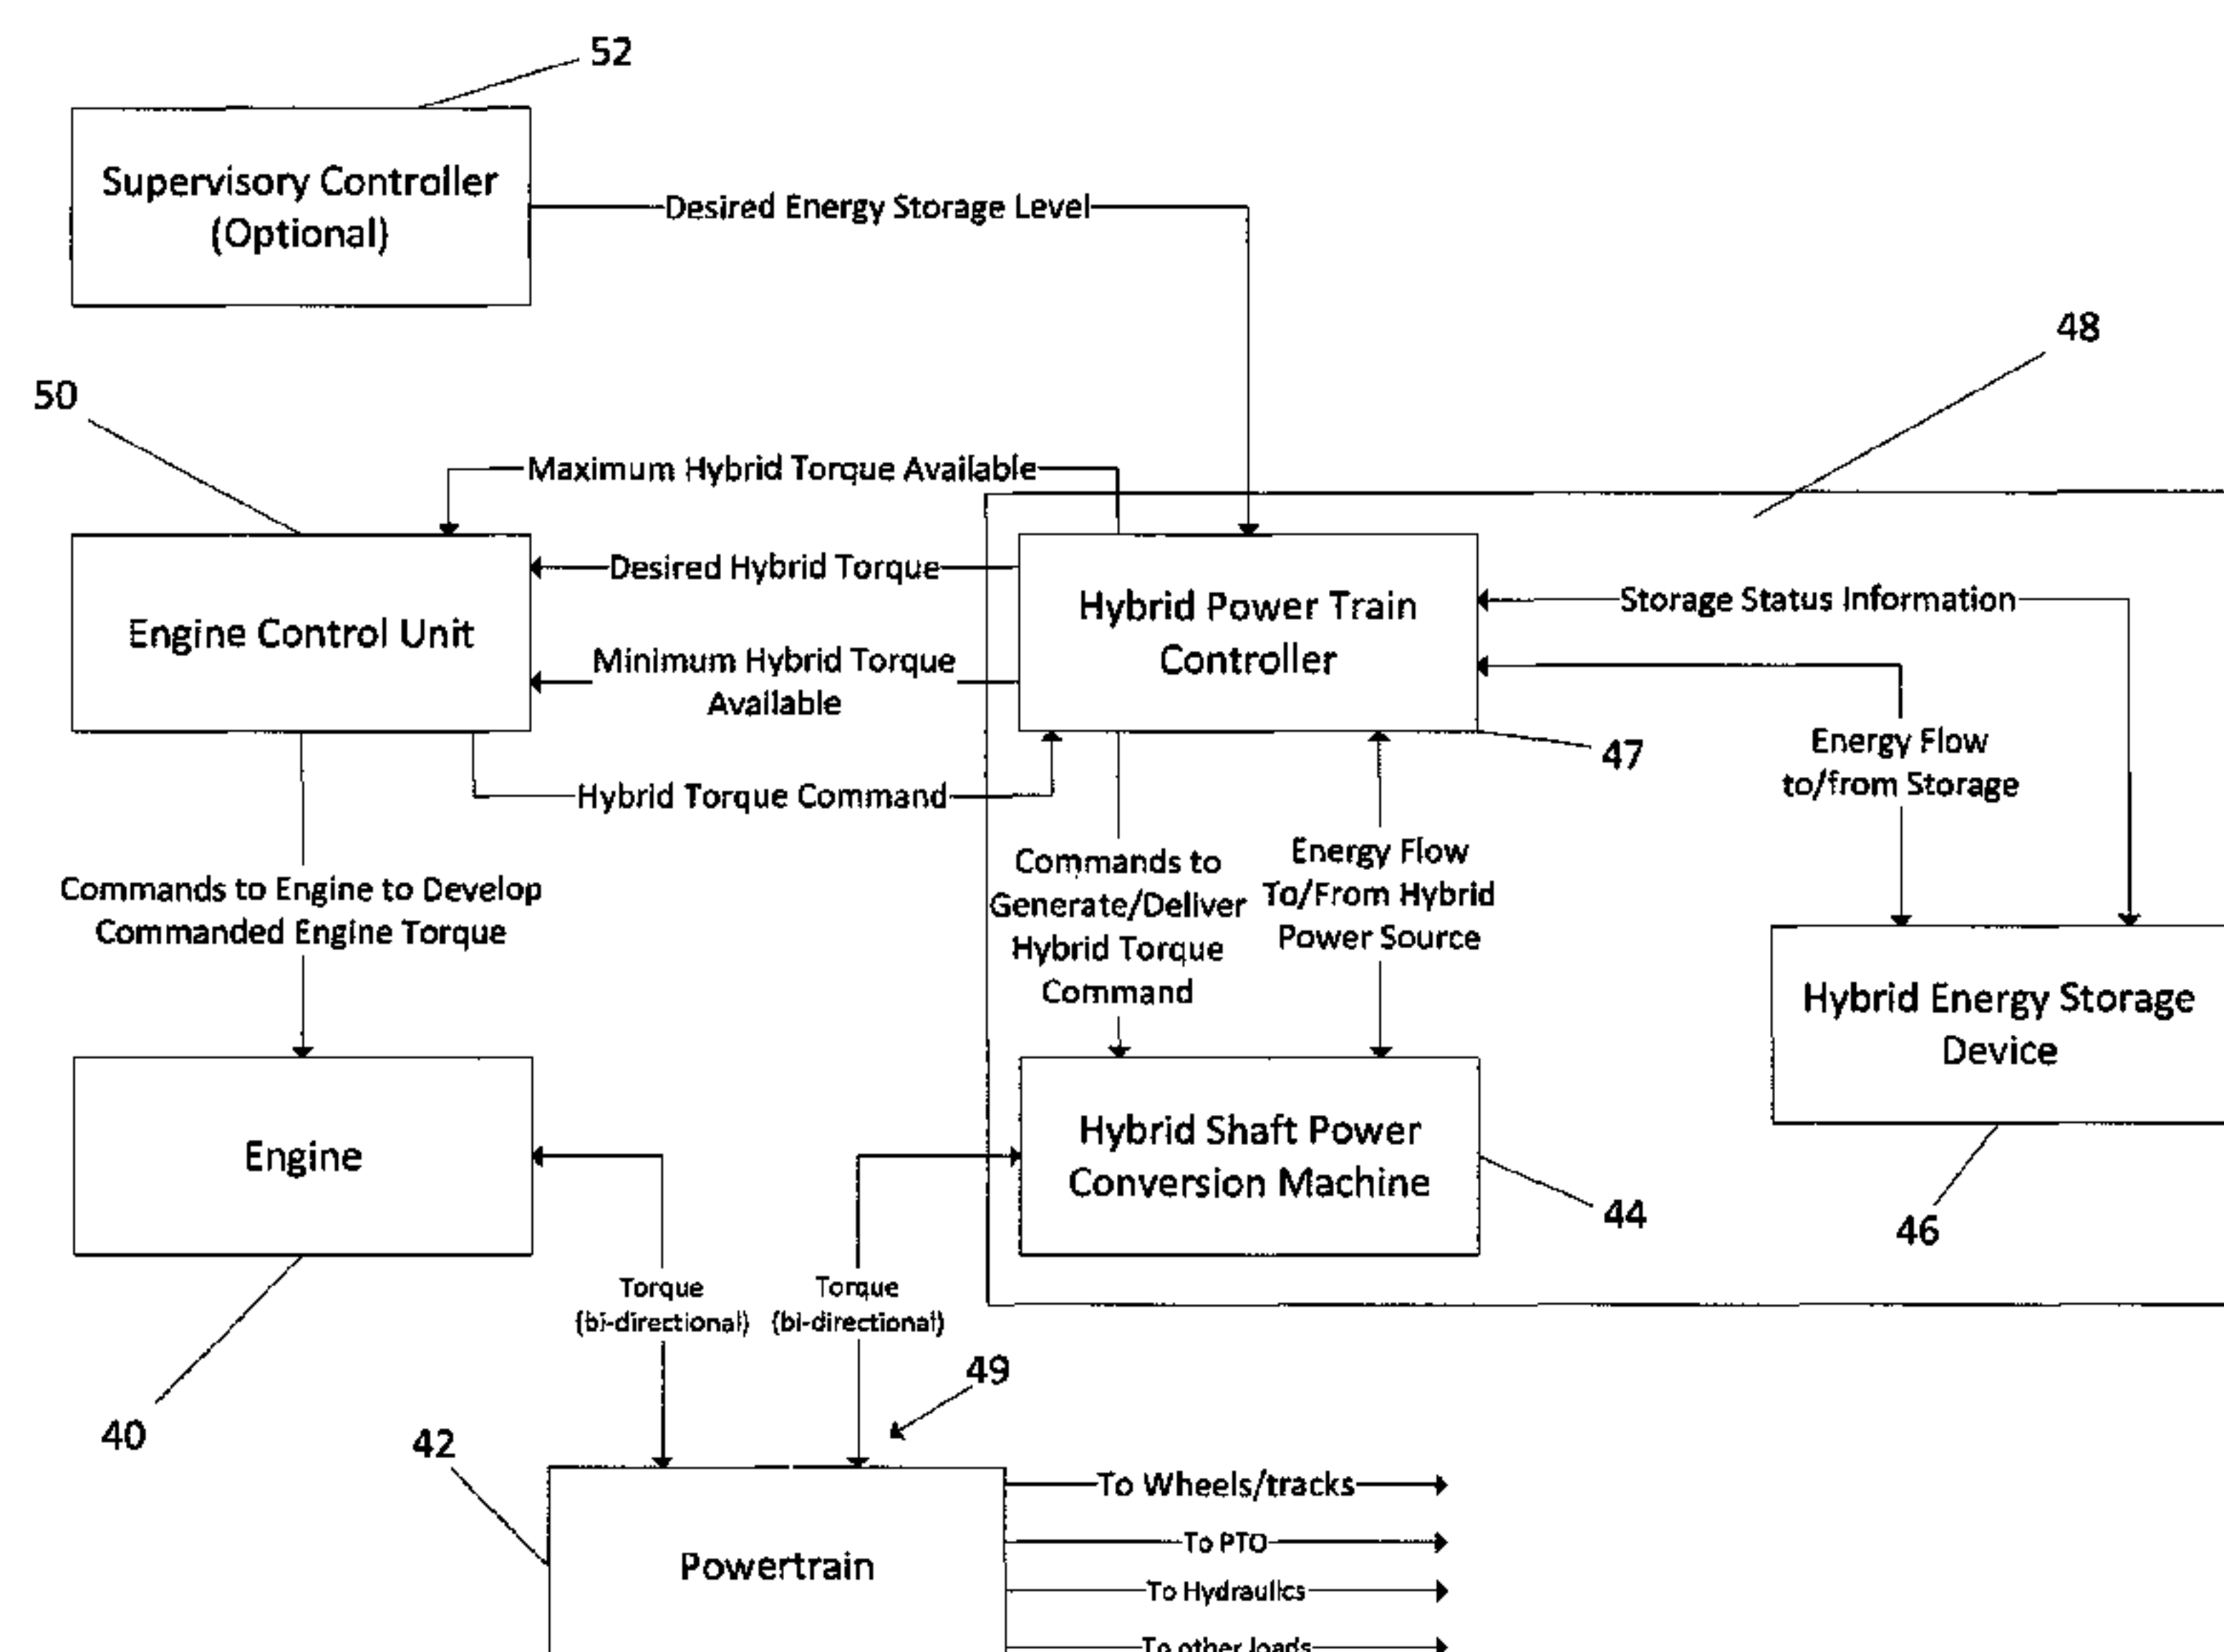 52
Supervisory Controller
(Optional)
Desired Energy Storage Level
48
50
Maximum Hybrid Torque Available
Desired Hybrid Torque
Engine Control Unit
Minimum Hybrid Torque
Available
Hybrid Power Train
Controller
Storage Status Information
47
Energy Flow
to/from Storage
Hybrid Torque Command
Commands to Engine to Develop
Commanded Engine Torque
Commands to
Generate/Deliver
Hybrid Torque
Command
Energy Flow
To/From Hybrid
Power Source
Hybrid Energy Storage
Device
Engine
Hybrid Shaft Power
Conversion Machine
44
46
Torque
(bi-directional)
Torque
(bi-directional)
49
40
42
Powertrain
To Wheels/tracks
To PTO
To Hydraulics
To other loads